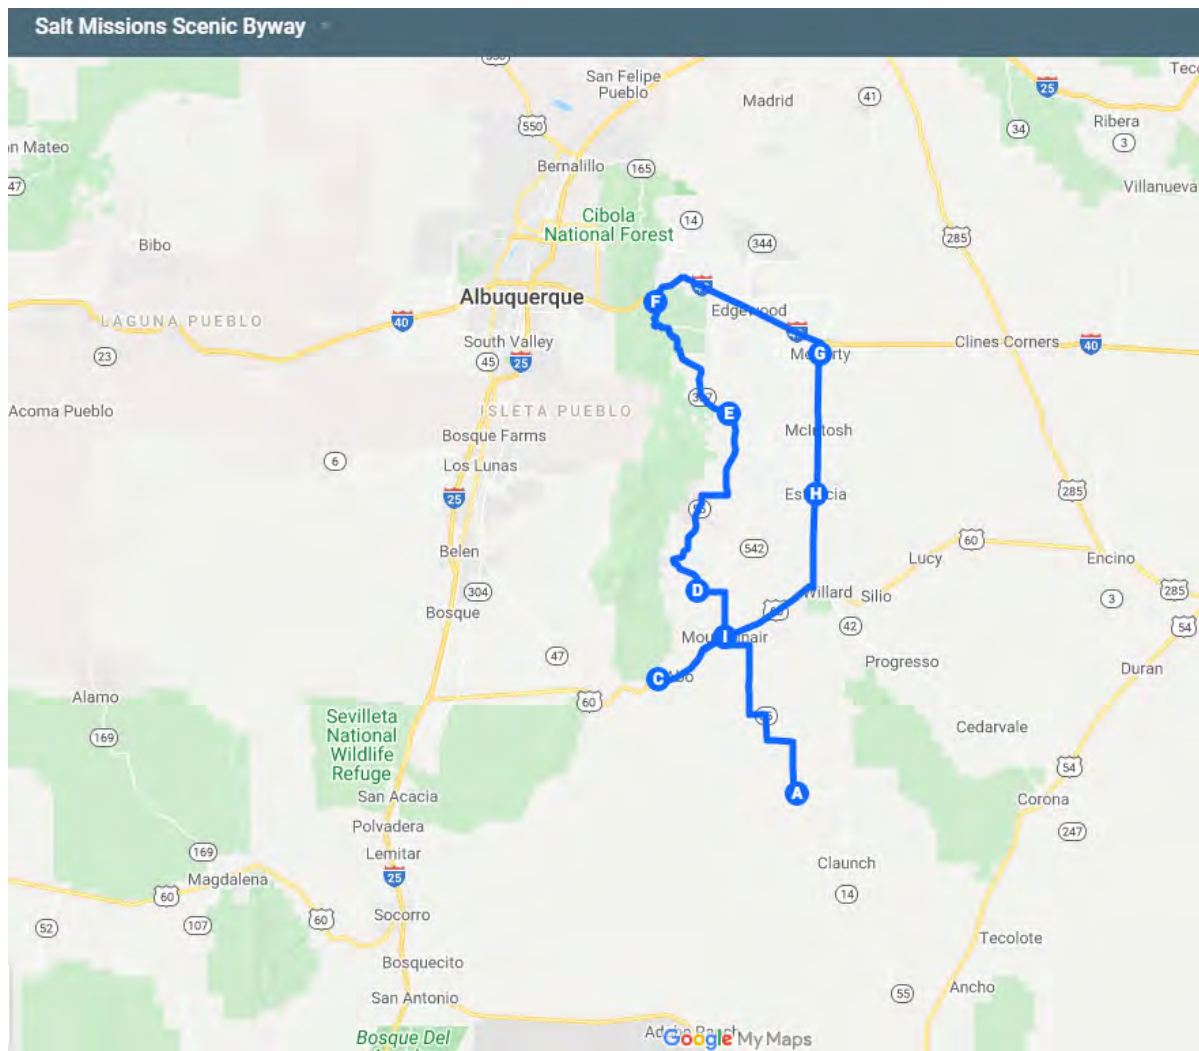 Salt Missions Scenic Byway
San Felipe
Pueblo
Madrid
41
25
Ribera
34
3
550
Bernalillo
165
47
Villanueva
Cibola
National Forest
14
344
285
Bibo
Albuquerque
F
Edgewood
LAGUNA PUEBLO
40
South Valley
23
45
25
G
Clines Corners
40
Acoma Pueblo
ISLETA PUEBLO
E
Bosque Farms
McIntosh
6
Los Lunas
25
H
285
Belen
542
60
Lucy
Encino
304
D
Willard
Silio
3
285
Bosque
42
54
I
47
Progresso
Duran
C
60
Alamo
169
Sevilleta
National
Wildlife
Refuge
Cedarvale
54
A
San Acacia
Corona
Polvadera
247
169
Lemitar
Claunch
Magdalena
25
14
60
60
52
107
Socorro
Tecolote
Bosquecito
San Antonio
55
Ancho
Bosque Del
Google My Maps